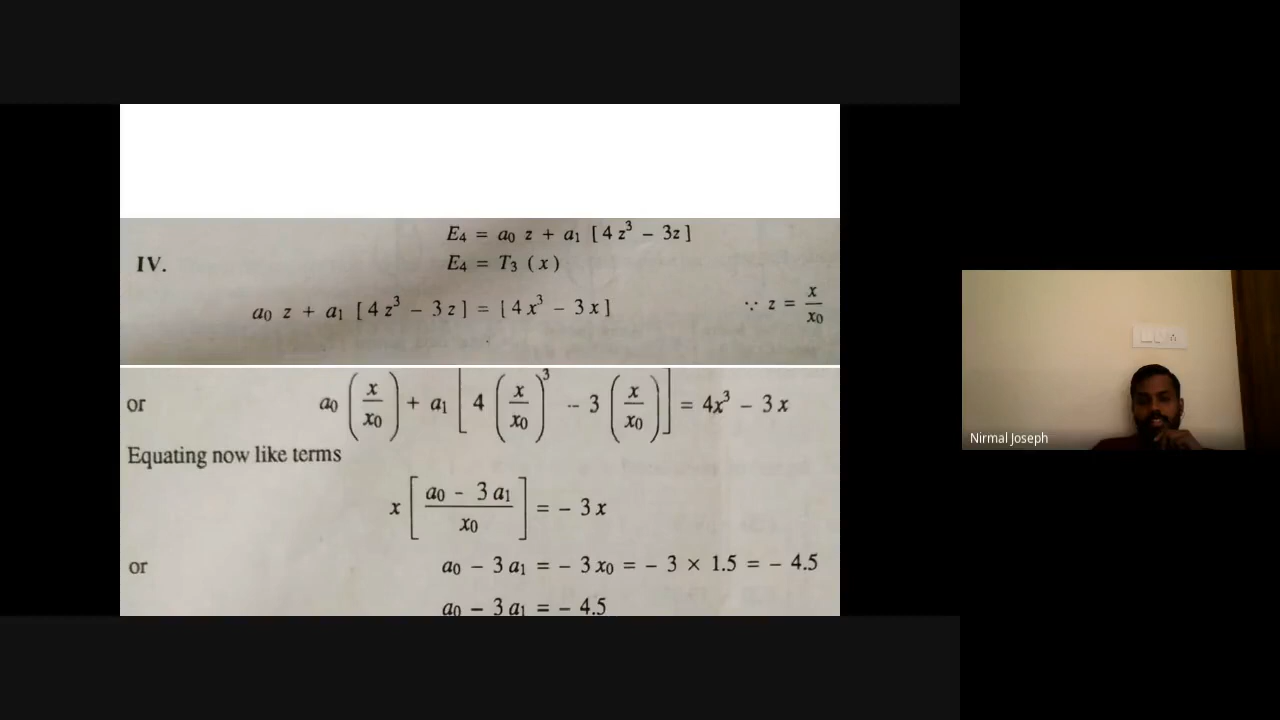 E₄ = a₀ z + a₁ [ 4 z³ − 3z ]
IV.
E₄ = T₃ ( x )
a₀ z + a₁ [ 4 z³ − 3 z ] = [ 4 x³ − 3 x ] ∵ z = x/x₀
or a₀ (x/x₀) + a₁ [ 4 (x/x₀)³ − 3 (x/x₀) ] = 4x³ − 3 x
Equating now like terms
x [ (a₀ − 3 a₁)/x₀ ] = − 3 x
or a₀ − 3 a₁ = − 3 x₀ = − 3 × 1.5 = − 4.5
a₀ − 3 a₁ = − 4.5
Nirmal Joseph